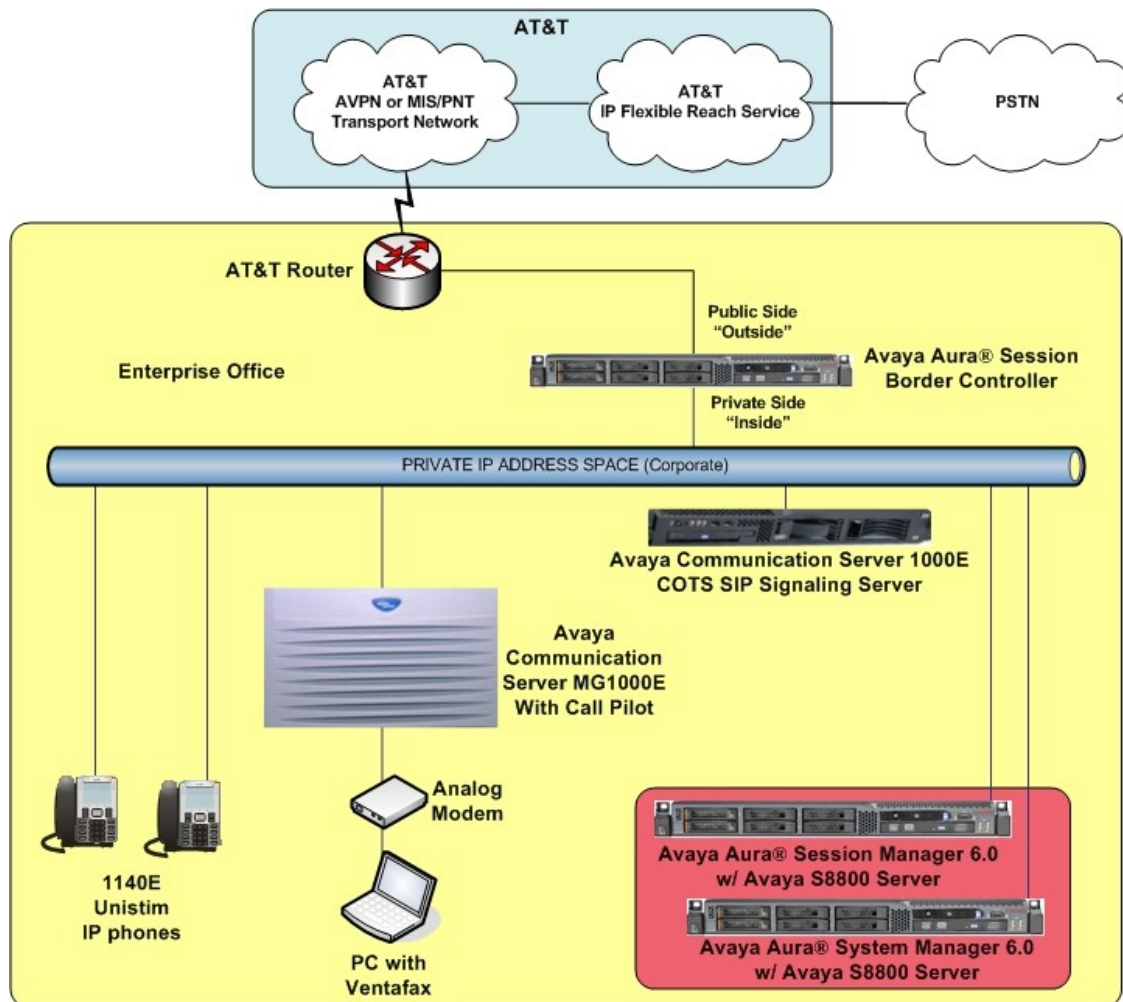 AT&T
AT&T
AVPN or MIS/PNT
Transport Network
AT&T
IP Flexible Reach Service
PSTN
AT&T Router
Public Side
“Outside”
Enterprise Office
Avaya Aura® Session
Border Controller
Private Side
“Inside”
PRIVATE IP ADDRESS SPACE (Corporate)
Avaya Communication Server 1000E
COTS SIP Signaling Server
Avaya
Communication
Server MG1000E
With Call Pilot
Analog
Modem
1140E
Unistim
IP phones
PC with
Ventafax
Avaya Aura® Session Manager 6.0
w/ Avaya S8800 Server
Avaya Aura® System Manager 6.0
w/ Avaya S8800 Server